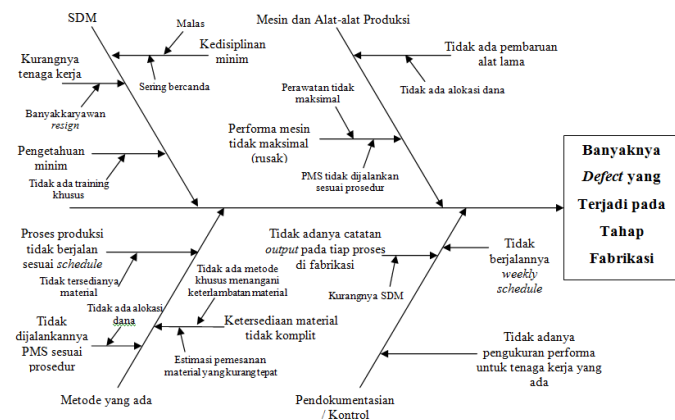 SDM
Malas
Kedisiplinan
minim
Sering bercanda
Kurangnya
tenaga kerja
Banyakkaryawan
resign
Pengetahuan
minim
Tidak ada training
khusus
Mesin dan Alat-alat Produksi
Tidak ada pembaruan
alat lama
Tidak ada alokasi dana
Perawatan tidak
maksimal
Performa mesin
tidak maksimal
(rusak)
PMS tidak dijalankan
sesuai prosedur
Banyaknya
Defect yang
Terjadi pada
Tahap
Fabrikasi
Proses produksi
tidak berjalan
sesuai schedule
Tidak tersedianya
material
Tidak ada metode
khusus menangani
keterlambatan material
Tidak ada alokasi
dana
Tidak
dijalankannya
PMS sesuai
prosedur
Ketersediaan material
tidak komplit
Estimasi pemesanan
material yang kurang tepat
Metode yang ada
Tidak adanya catatan
output pada tiap proses
di fabrikasi
Kurangnya SDM
Tidak
berjalannya
weekly
schedule
Tidak adanya
pengukuran performa
untuk tenaga kerja yang
ada
Pendokumentasian
/ Kontrol